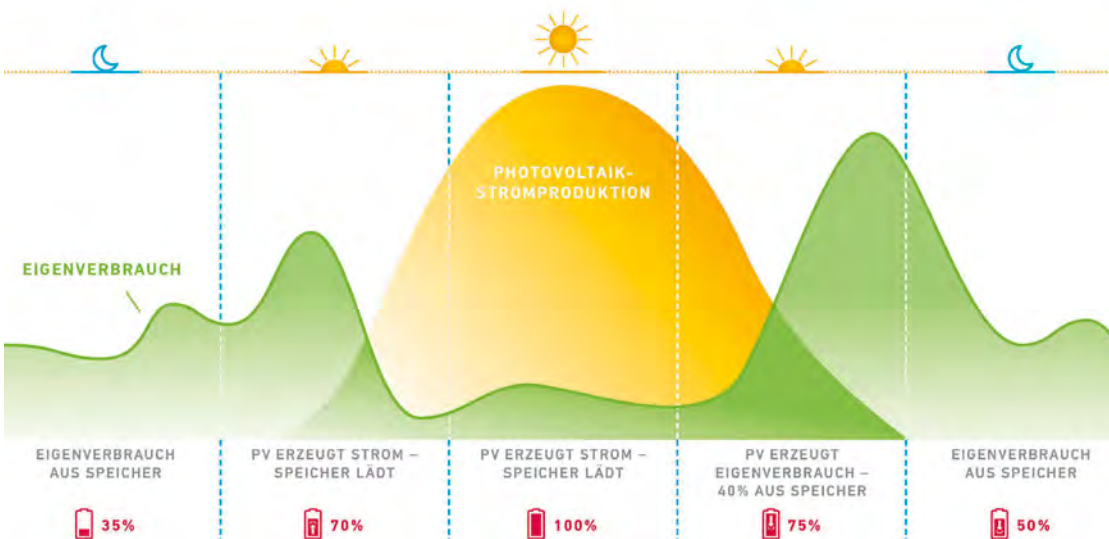 PHOTOVOLTAIK-
STROMPRODUKTION
EIGENVERBRAUCH
EIGENVERBRAUCH
AUS SPEICHER
35%
PV ERZEUGT STROM –
SPEICHER LÄDT
70%
PV ERZEUGT STROM –
SPEICHER LÄDT
100%
PV ERZEUGT
EIGENVERBRAUCH –
40% AUS SPEICHER
75%
EIGENVERBRAUCH
AUS SPEICHER
50%